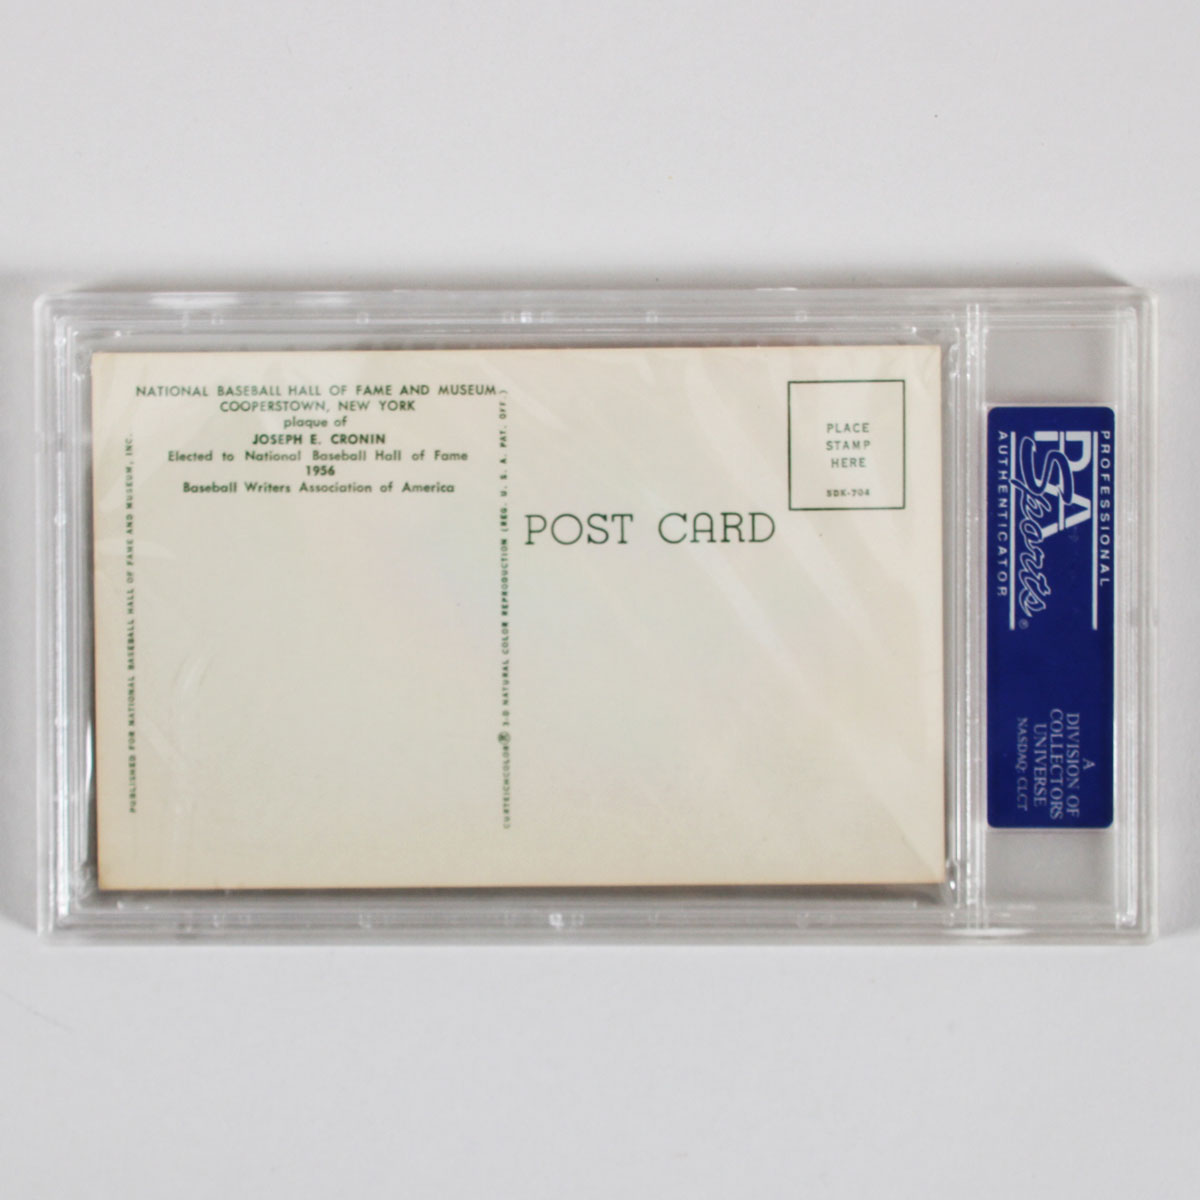 NATIONAL BASEBALL HALL OF FAME AND MUSEUM
COOPERSTOWN, NEW YORK
plaque of
JOSEPH E. CRONIN
Elected to National Baseball Hall of Fame
1956
Baseball Writers Association of America
PUBLISHED FOR NATIONAL BASEBALL HALL OF FAME AND MUSEUM, INC.
CURTEICHCOLOR® 3-D NATURAL COLOR REPRODUCTION (REG. U. S. A. PAT. OFF.)
POST CARD
PLACE
STAMP
HERE
SDK-704
PROFESSIONAL
PSA
Sports®
AUTHENTICATOR
A
DIVISION OF
COLLECTORS
UNIVERSE
NASDAQ: CLCT